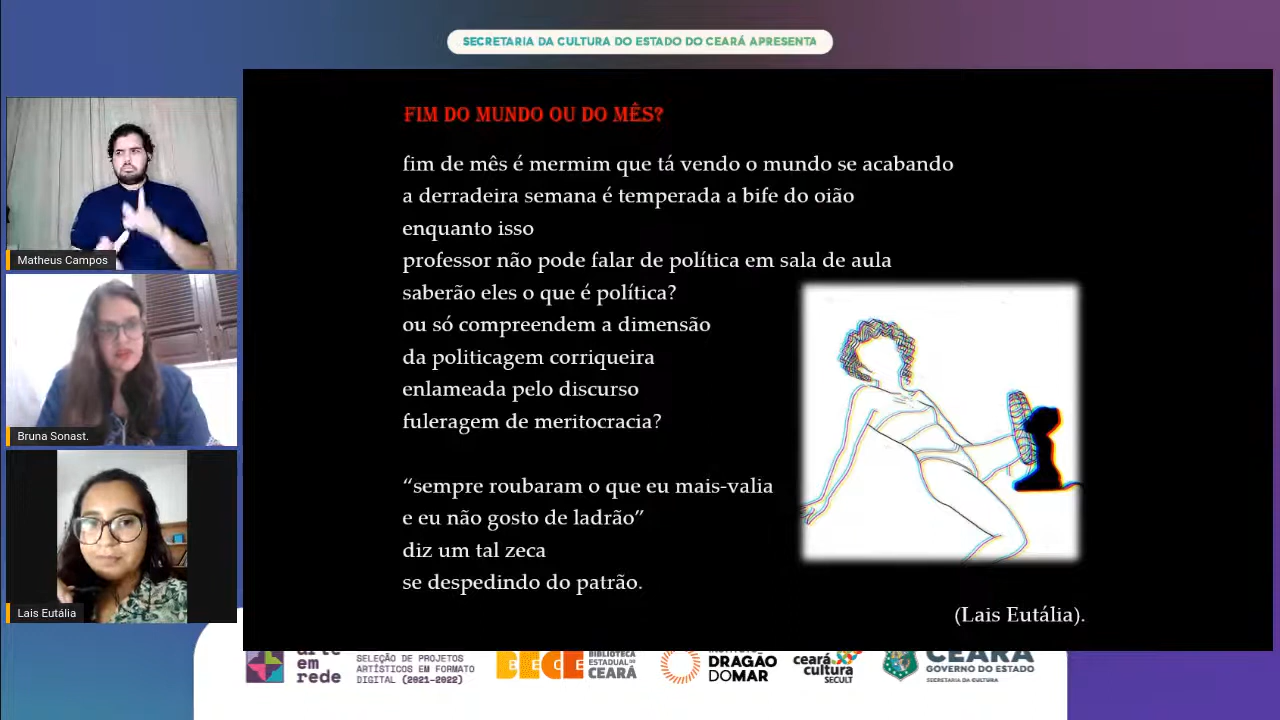 SECRETARIA DA CULTURA DO ESTADO DO CEARÁ APRESENTA
FIM DO MUNDO OU DO MÊS?
fim de mês é mermim que tá vendo o mundo se acabando
a derradeira semana é temperada a bife do oião
enquanto isso
professor não pode falar de política em sala de aula
saberão eles o que é política?
ou só compreendem a dimensão
da politicagem corriqueira
enlameada pelo discurso
fuleragem de meritocracia?
“sempre roubaram o que eu mais-valia
e eu não gosto de ladrão”
diz um tal zeca
se despedindo do patrão.
(Lais Eutália).
Matheus Campos
Bruna Sonast.
Lais Eutália
arte
em
rede
SELEÇÃO DE PROJETOS
ARTÍSTICOS EM FORMATO
DIGITAL (2021-2022)
BECE
BIBLIOTECA
ESTADUAL DO
CEARÁ
DRAGÃO
DO MAR
ceará
cultura
SECULT
CEARÁ
GOVERNO DO ESTADO
SECRETARIA DA CULTURA